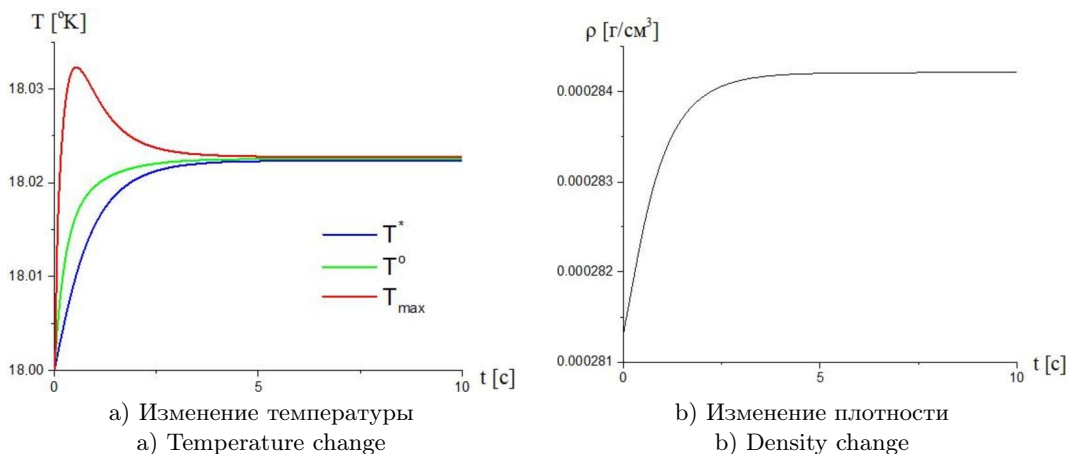 T [°K]
18.03
18.02
18.01
18.00
T*
T°
Tmax
0
5
10
t [c]
a) Изменение температуры
a) Temperature change
ρ [г/см³]
0.000284
0.000283
0.000282
0.000281
0
5
10
t [c]
b) Изменение плотности
b) Density change